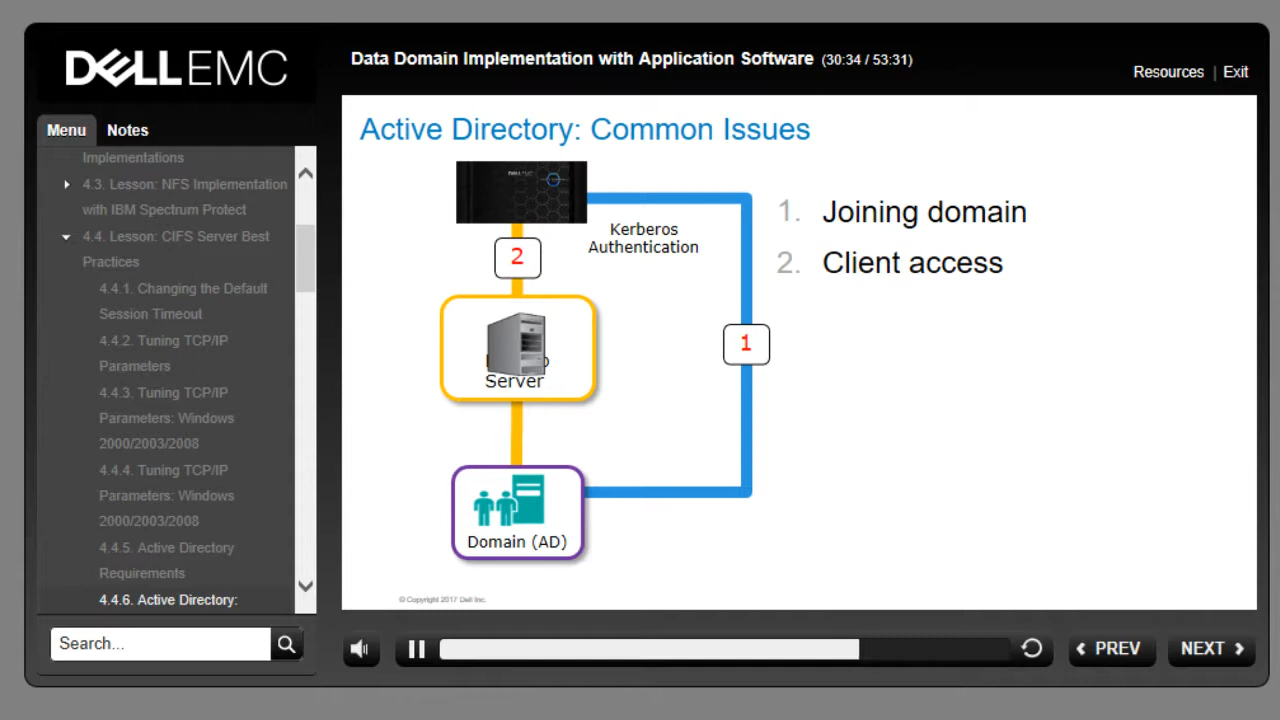 DELLEMC
Data Domain Implementation with Application Software (30:34 / 53:31)
Resources | Exit
Menu
Notes
Implementations
4.3. Lesson: NFS Implementation
with IBM Spectrum Protect
4.4. Lesson: CIFS Server Best
Practices
4.4.1. Changing the Default
Session Timeout
4.4.2. Tuning TCP/IP
Parameters
4.4.3. Tuning TCP/IP
Parameters: Windows
2000/2003/2008
4.4.4. Tuning TCP/IP
Parameters: Windows
2000/2003/2008
4.4.5. Active Directory
Requirements
4.4.6. Active Directory:
Search...
Active Directory: Common Issues
DELLEMC
Kerberos
Authentication
2
Server
1
Domain (AD)
1. Joining domain
2. Client access
© Copyright 2017 Dell Inc.
PREV
NEXT